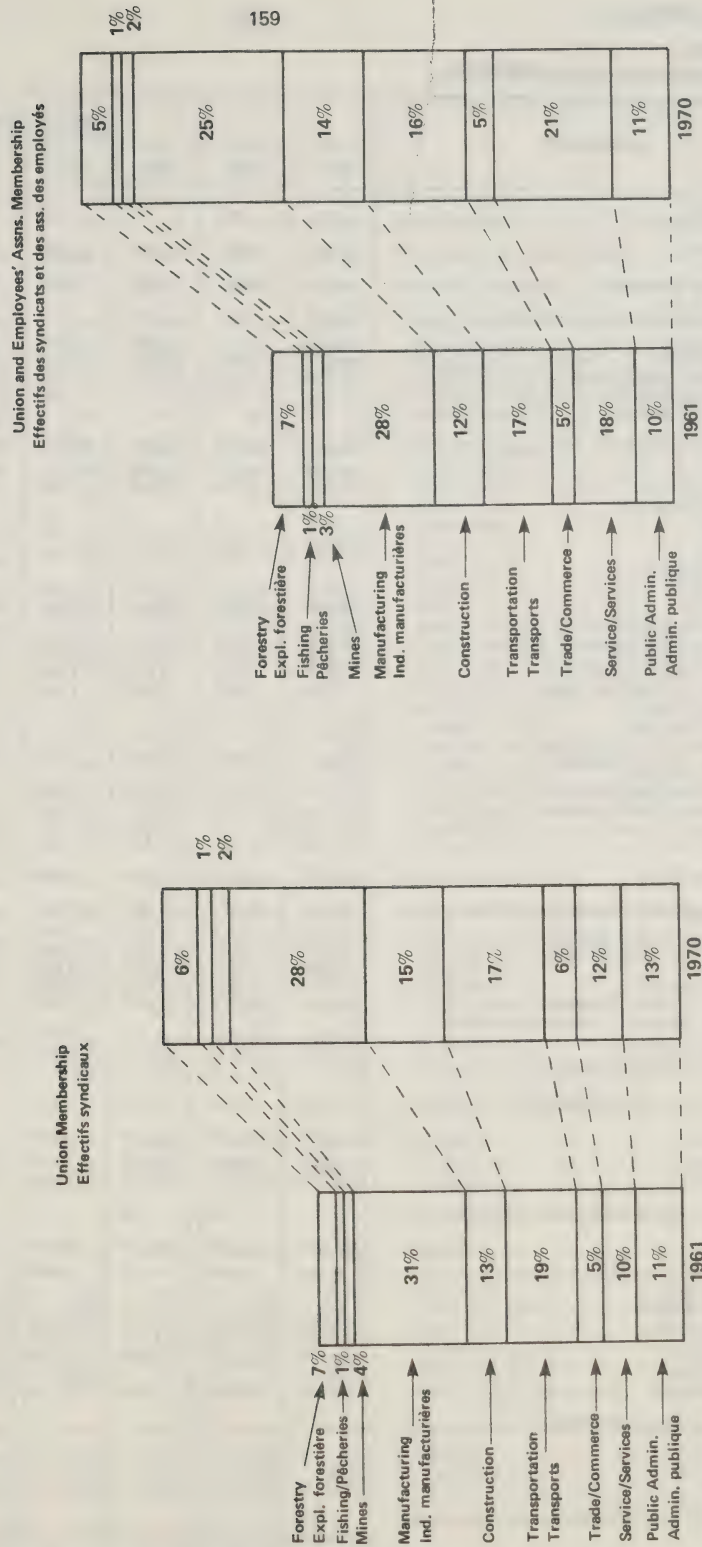 159
Union Membership
Effectifs syndicaux
Forestry
Expl. forestière
7%
Fishing/Pêcheries
1%
Mines
4%
Manufacturing
Ind. manufacturières
31%
Construction
13%
Transportation
Transports
19%
Trade/Commerce
5%
Service/Services
10%
Public Admin.
Admin. publique
11%
1961
6%
1%
2%
28%
15%
17%
6%
12%
13%
1970
Union and Employees' Assns. Membership
Effectifs des syndicats et des ass. des employés
Forestry
Expl. forestière
7%
Fishing
Pêcheries
1%
Mines
3%
Manufacturing
Ind. manufacturières
28%
Construction
12%
Transportation
Transports
17%
Trade/Commerce
5%
Service/Services
18%
Public Admin.
Admin. publique
10%
1961
5%
1%
2%
25%
14%
16%
5%
21%
11%
1970